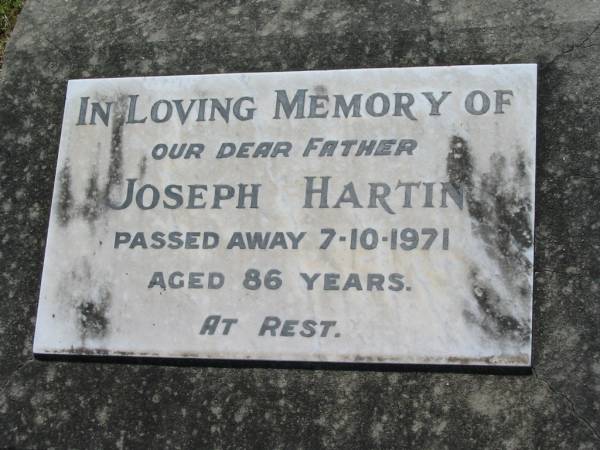 IN LOVING MEMORY OF
OUR DEAR FATHER
JOSEPH HARTIN
PASSED AWAY 7-10-1971
AGED 86 YEARS.
AT REST.